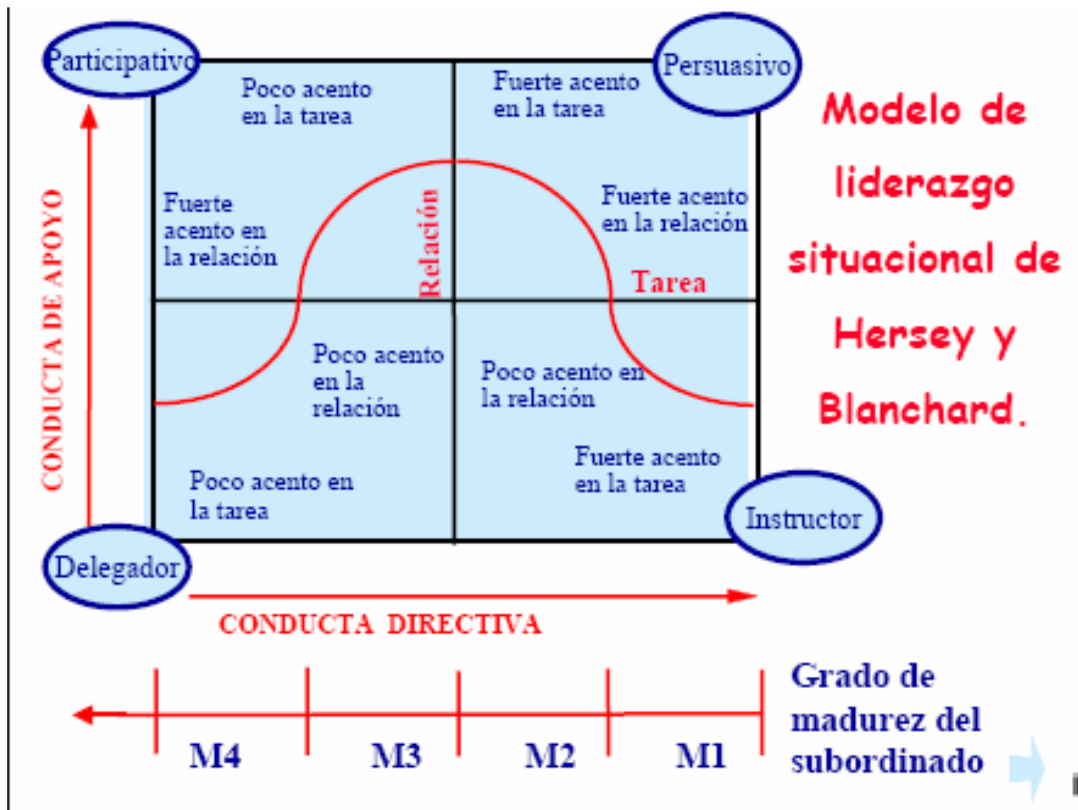 Participativo
Persuasivo
Poco acento
en la tarea
Fuerte acento
en la tarea
Modelo de
liderazgo
situacional de
Hersey y
Blanchard.
CONDUCTA DE APOYO
Fuerte
acento en
la relación
Relación
Fuerte acento
en la relación
Tarea
Poco acento
en la
relación
Poco acento en
la relación
Poco acento en
la tarea
Fuerte acento
en la tarea
Instructor
Delegador
CONDUCTA DIRECTIVA
Grado de
madurez del
subordinado
M4
M3
M2
M1